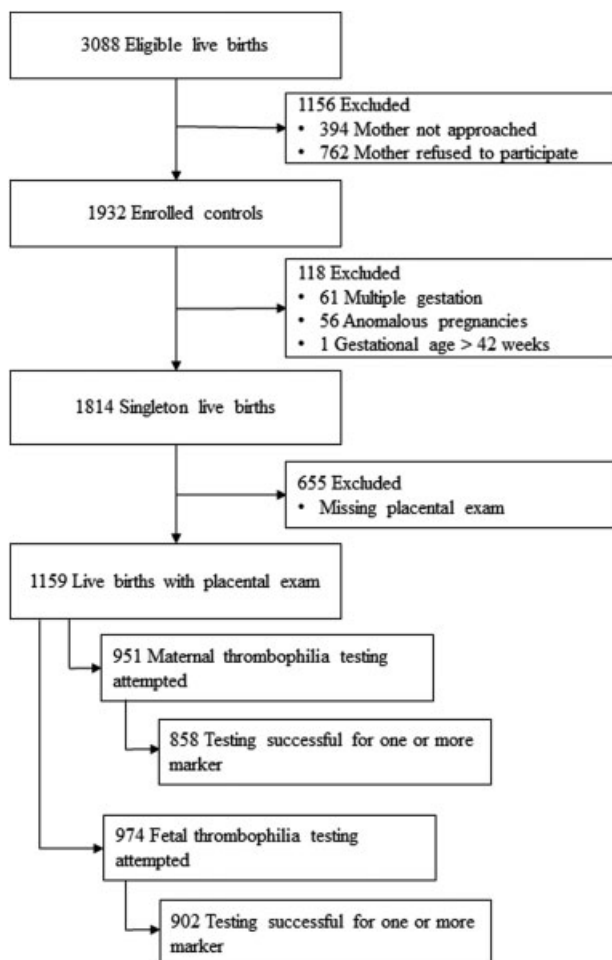 3088 Eligible live births
1156 Excluded
• 394 Mother not approached
• 762 Mother refused to participate
1932 Enrolled controls
118 Excluded
• 61 Multiple gestation
• 56 Anomalous pregnancies
• 1 Gestational age > 42 weeks
1814 Singleton live births
655 Excluded
• Missing placental exam
1159 Live births with placental exam
951 Maternal thrombophilia testing
attempted
858 Testing successful for one or more
marker
974 Fetal thrombophilia testing
attempted
902 Testing successful for one or more
marker